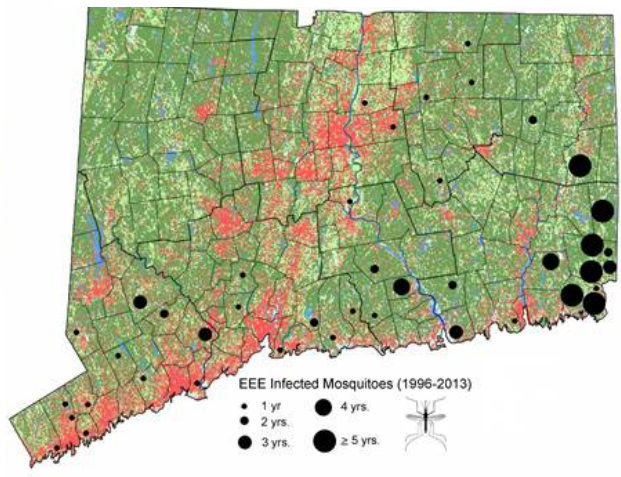 EEE Infected Mosquitoes (1996-2013)
1 yr
2 yrs.
3 yrs.
4 yrs.
≥ 5 yrs.